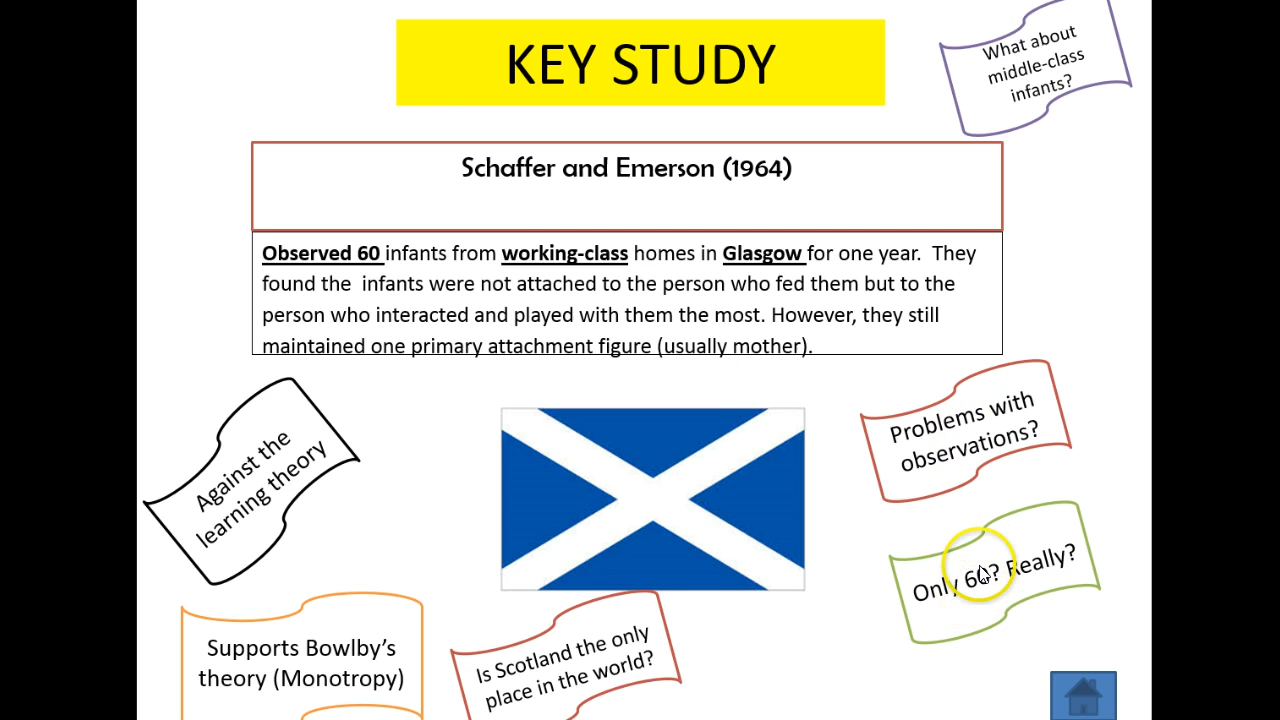 KEY STUDY
What about
middle-class
infants?
Schaffer and Emerson (1964)
Observed 60 infants from working-class homes in Glasgow for one year. They
found the infants were not attached to the person who fed them but to the
person who interacted and played with them the most. However, they still
maintained one primary attachment figure (usually mother).
Against the
learning theory
Problems with
observations?
Only 60? Really?
Supports Bowlby’s
theory (Monotropy)
Is Scotland the only
place in the world?